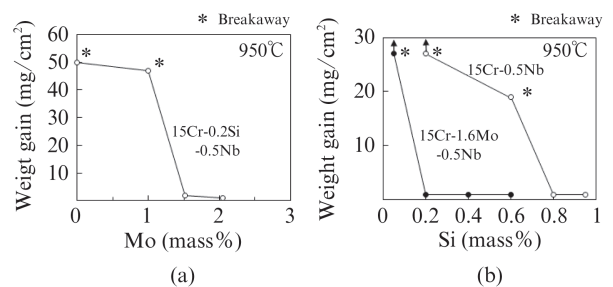 * Breakaway
950℃
60
50
40
30
20
10
Weigt gain (mg/cm²)
*
*
15Cr-0.2Si
-0.5Nb
0
1
2
3
Mo (mass%)
(a)
* Breakaway
950℃
30
20
10
Weight gain (mg/cm²)
*
*
*
15Cr-0.5Nb
15Cr-1.6Mo
-0.5Nb
0
0.2
0.4
0.6
0.8
1
Si (mass%)
(b)